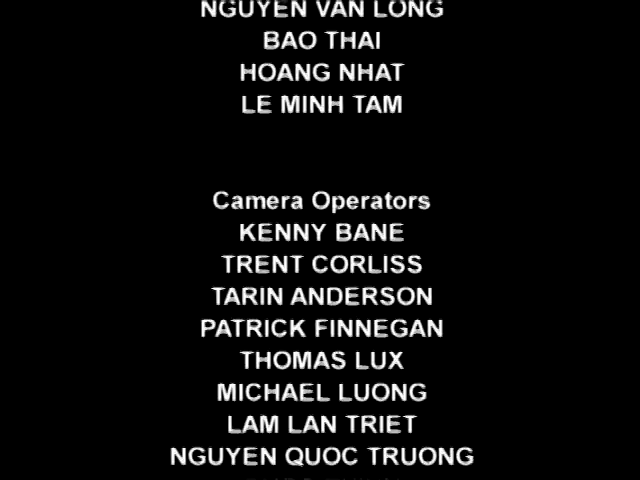 NGUYEN VAN LONG
BAO THAI
HOANG NHAT
LE MINH TAM
Camera Operators
KENNY BANE
TRENT CORLISS
TARIN ANDERSON
PATRICK FINNEGAN
THOMAS LUX
MICHAEL LUONG
LAM LAN TRIET
NGUYEN QUOC TRUONG